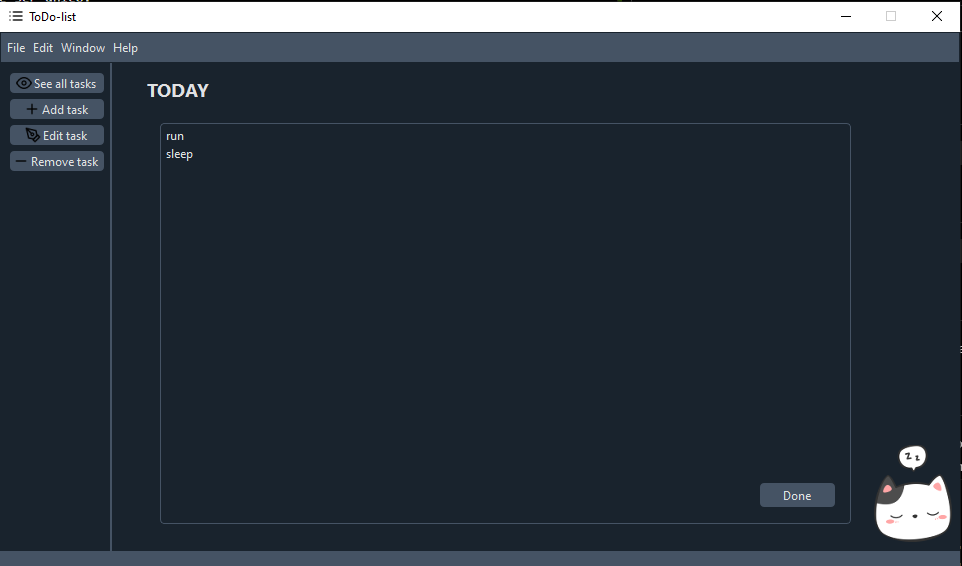 ToDo-list
File Edit Window Help
See all tasks
Add task
Edit task
Remove task
TODAY
run
sleep
Done
z z